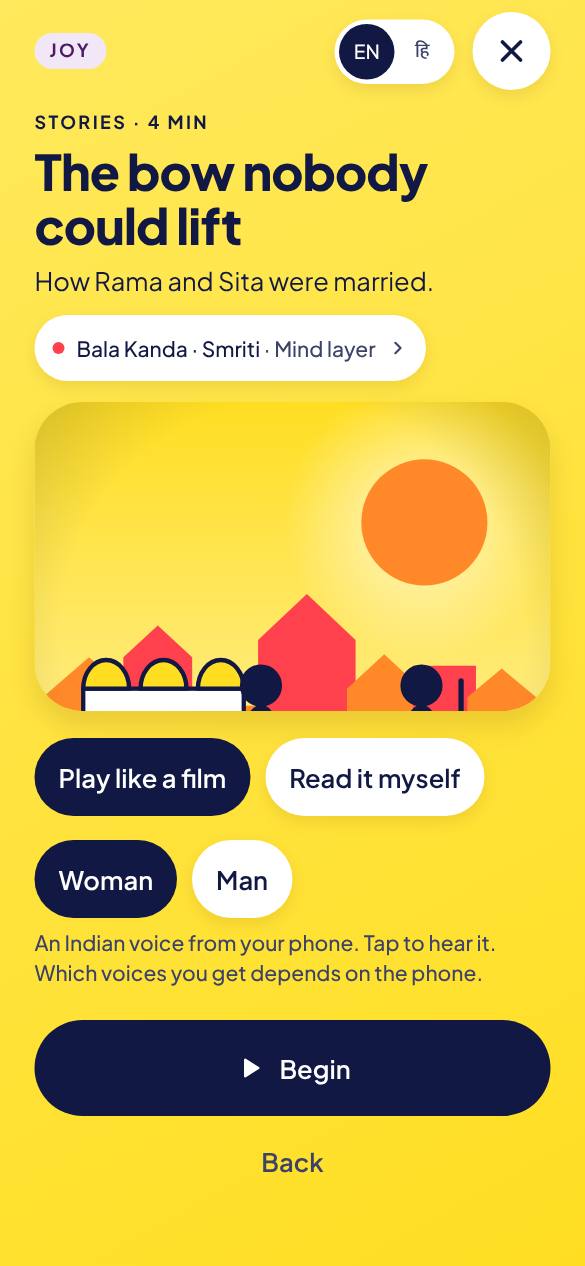 JOY
EN हि
STORIES · 4 MIN
The bow nobody
could lift
How Rama and Sita were married.
Bala Kanda · Smriti · Mind layer
Play like a film Read it myself
Woman Man
An Indian voice from your phone. Tap to hear it.
Which voices you get depends on the phone.
Begin
Back